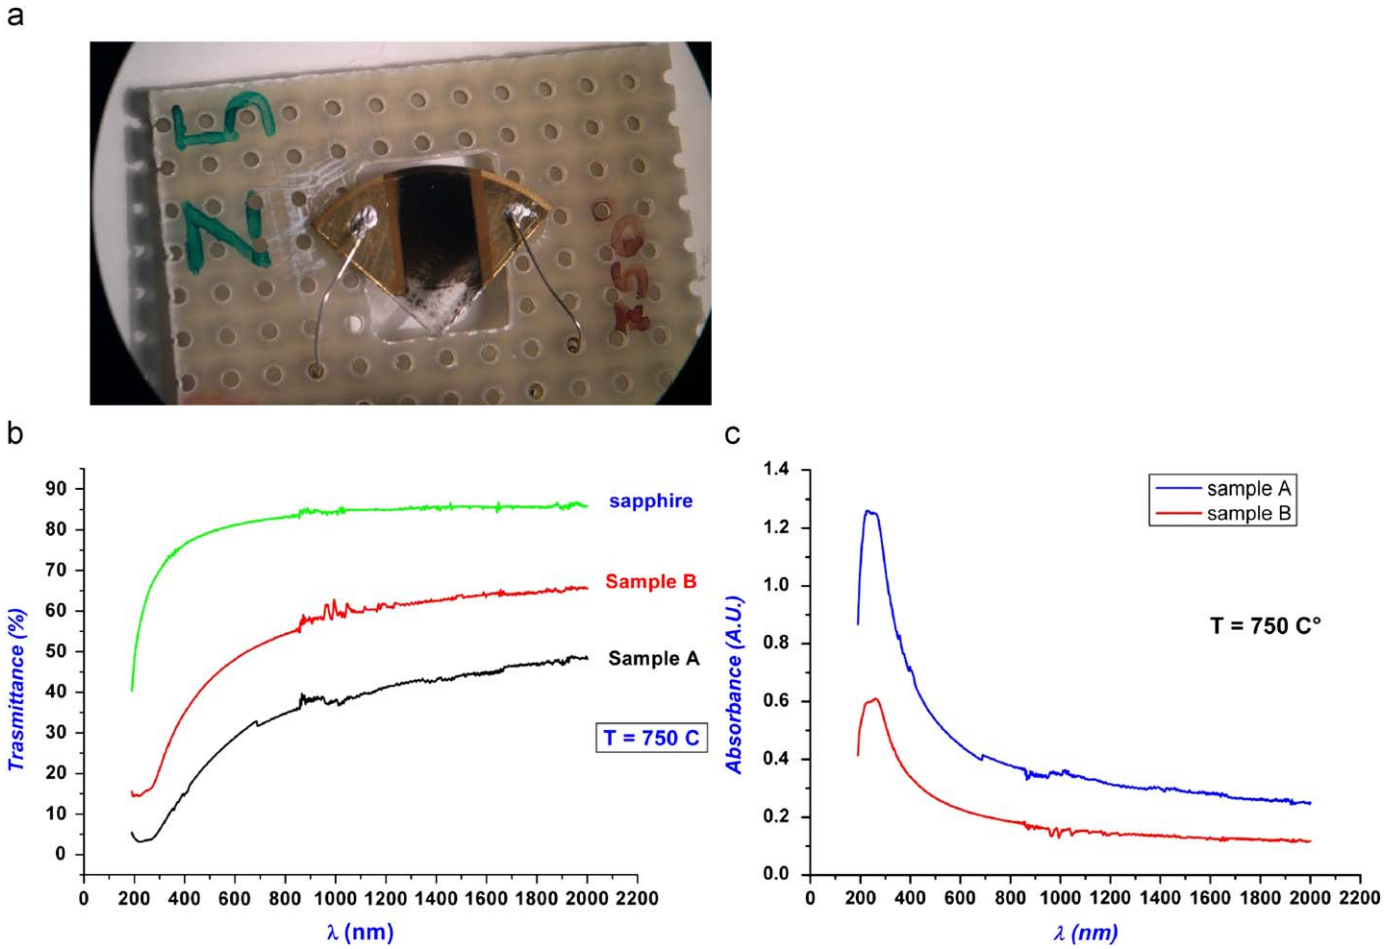 a
N5
x50
b
c
90
80
70
60
50
40
30
20
10
0
Trasmittance (%)
sapphire
Sample B
Sample A
T = 750 C
0 200 400 600 800 1000 1200 1400 1600 1800 2000 2200
λ (nm)
1.4
1.2
1.0
0.8
0.6
0.4
0.2
0.0
Absorbance (A.U.)
sample A
sample B
T = 750 C°
0 200 400 600 800 1000 1200 1400 1600 1800 2000 2200
λ (nm)